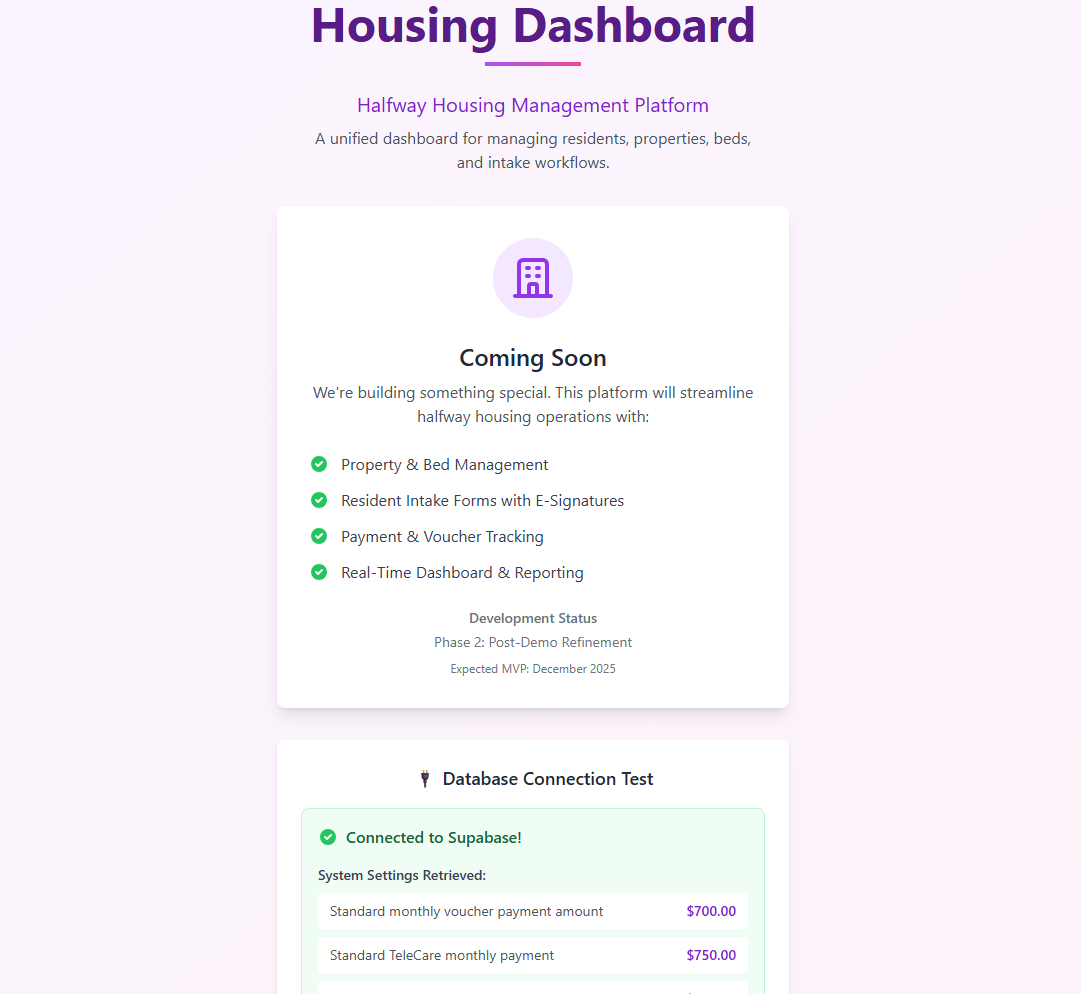 Housing Dashboard
Halfway Housing Management Platform
A unified dashboard for managing residents, properties, beds,
and intake workflows.
Coming Soon
We're building something special. This platform will streamline
halfway housing operations with:
Property & Bed Management
Resident Intake Forms with E-Signatures
Payment & Voucher Tracking
Real-Time Dashboard & Reporting
Development Status
Phase 2: Post-Demo Refinement
Expected MVP: December 2025
Database Connection Test
Connected to Supabase!
System Settings Retrieved:
Standard monthly voucher payment amount $700.00
Standard TeleCare monthly payment $750.00